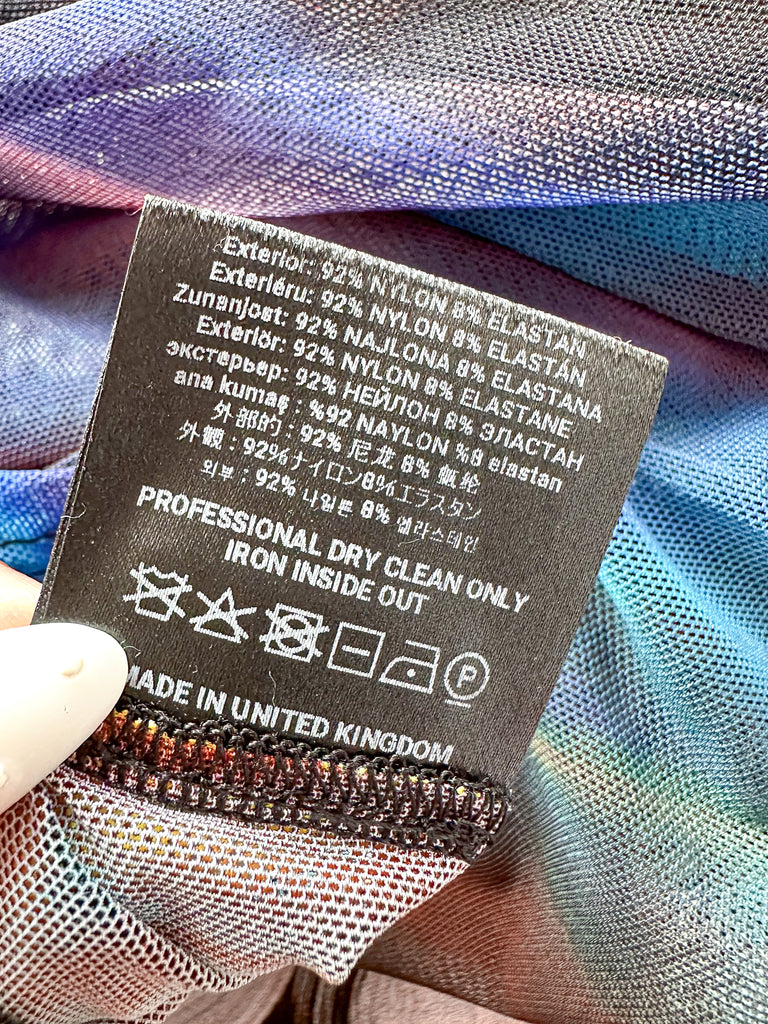 Exterior: 92% NYLON 8% ELASTAN
Exteriéru: 92% NYLON 8% ELASTÁN
Zunanjost: 92% NAJLONA 8% ELASTANA
Exteriör: 92% NYLON 8% ELASTANE
экстерьер: 92% НЕЙЛОН 8% ЭЛАСТАН
ana kumaş : %92 NAYLON %8 elastan
外部的 : 92% 尼龙 8% 氨纶
外観 : 92%ナイロン8%エラスタン
외부 : 92% 나일론 8% 엘라스테인
PROFESSIONAL DRY CLEAN ONLY
IRON INSIDE OUT
P
MADE IN UNITED KINGDOM